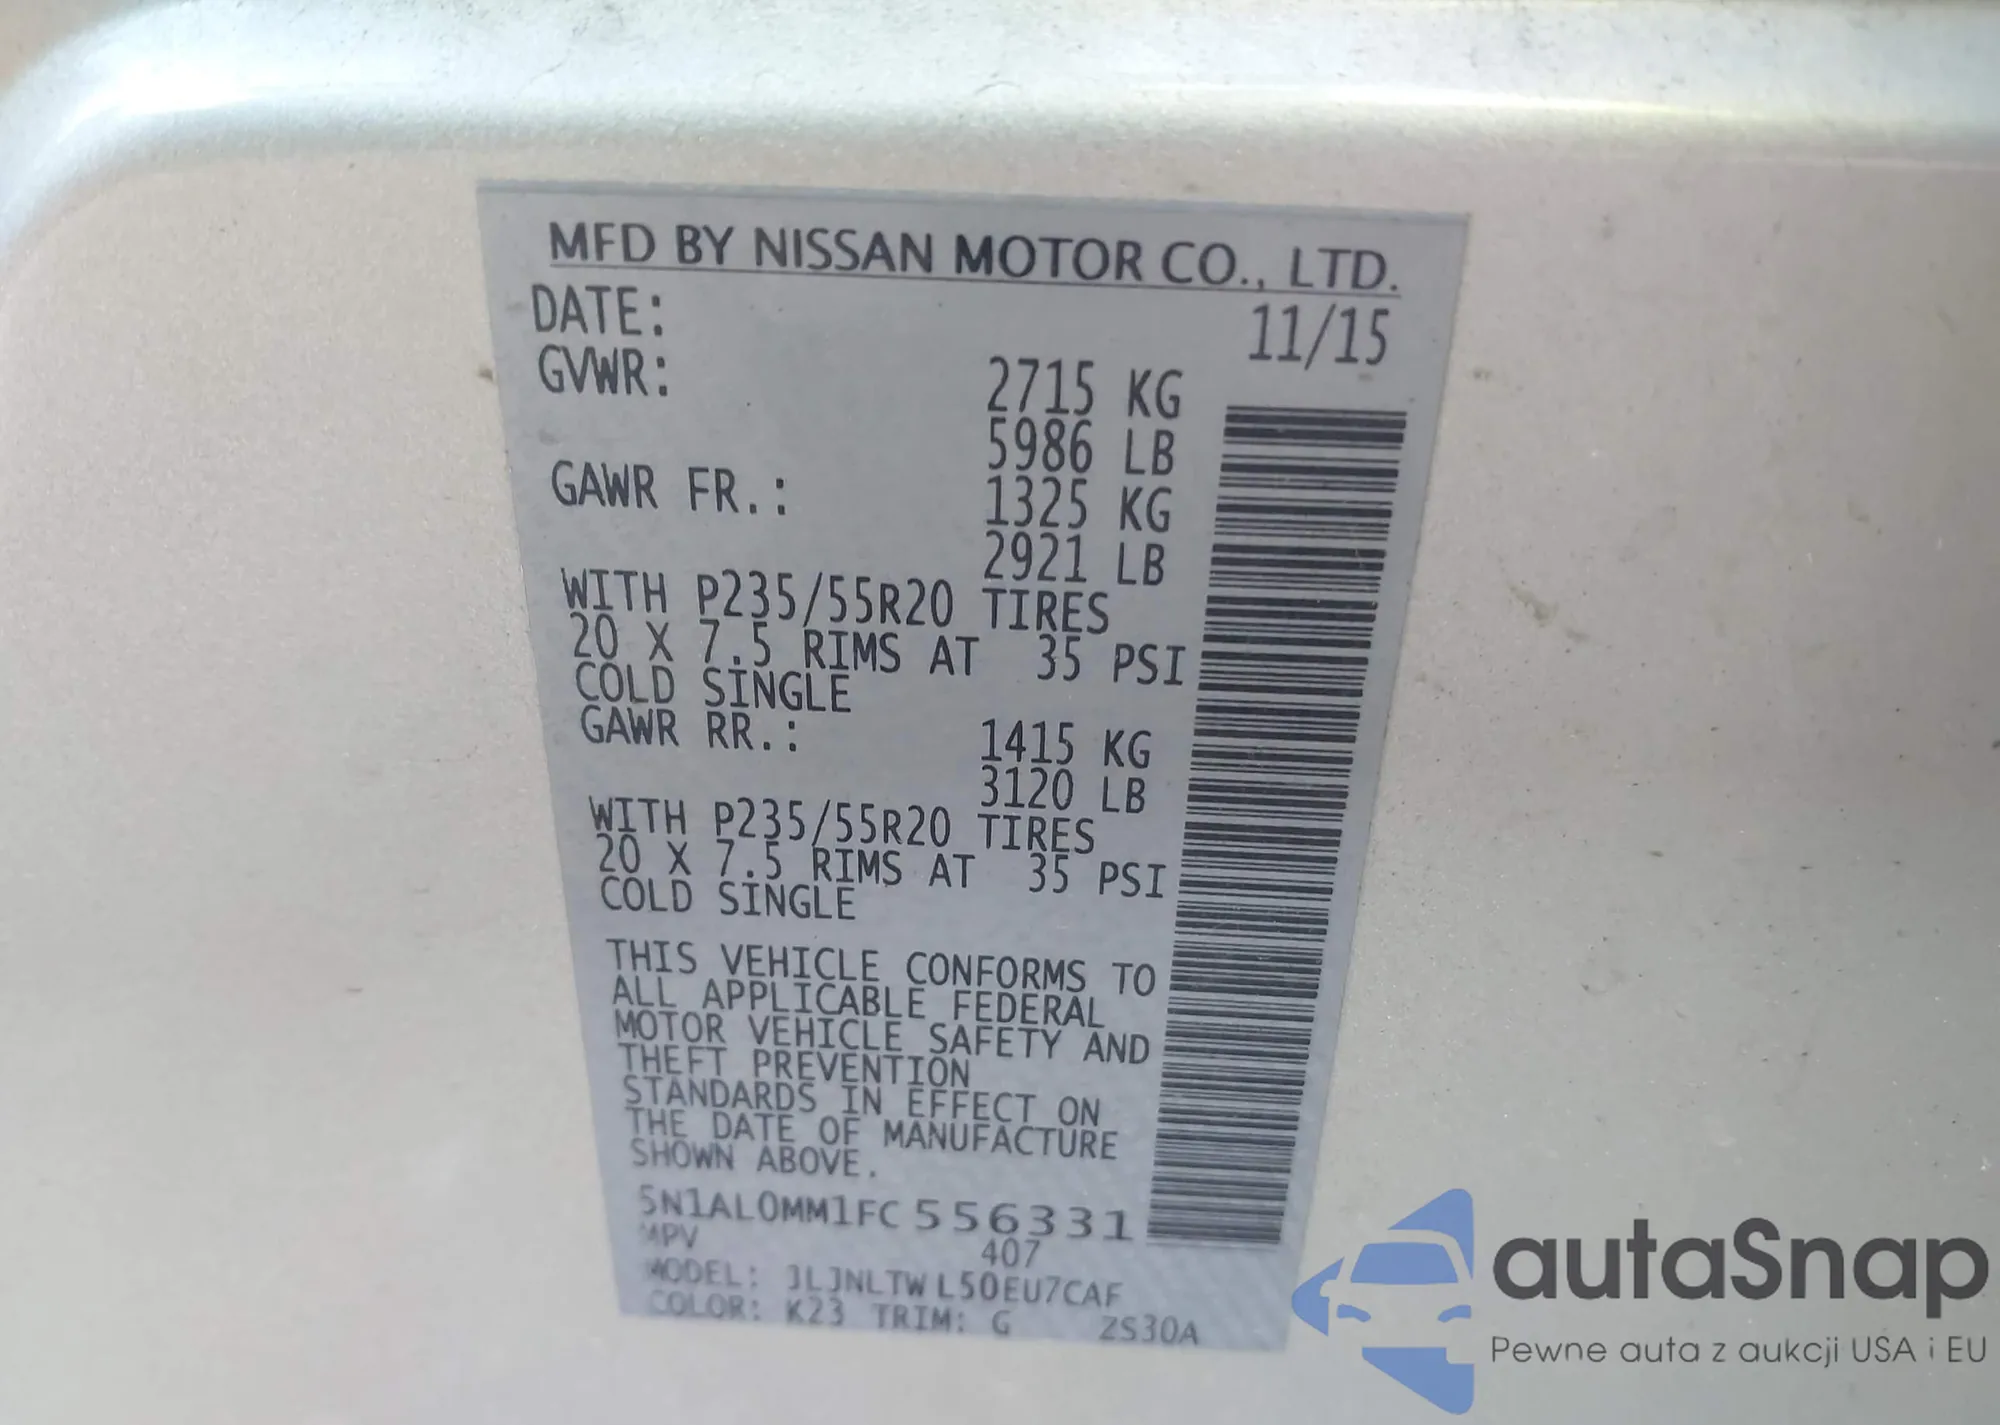 MFD BY NISSAN MOTOR CO., LTD.
DATE: 11/15
GVWR: 2715 KG
5986 LB
GAWR FR.: 1325 KG
2921 LB
WITH P235/55R20 TIRES
20 X 7.5 RIMS AT 35 PSI
COLD SINGLE
GAWR RR.: 1415 KG
3120 LB
WITH P235/55R20 TIRES
20 X 7.5 RIMS AT 35 PSI
COLD SINGLE
THIS VEHICLE CONFORMS TO
ALL APPLICABLE FEDERAL
MOTOR VEHICLE SAFETY AND
THEFT PREVENTION
STANDARDS IN EFFECT ON
THE DATE OF MANUFACTURE
SHOWN ABOVE.
5N1AL0MM1FC556331
MPV 407
MODEL: JLJNLTW L50EU7CAF
COLOR: K23 TRIM: G ZS30A
autaSnap
Pewne auta z aukcji USA i EU